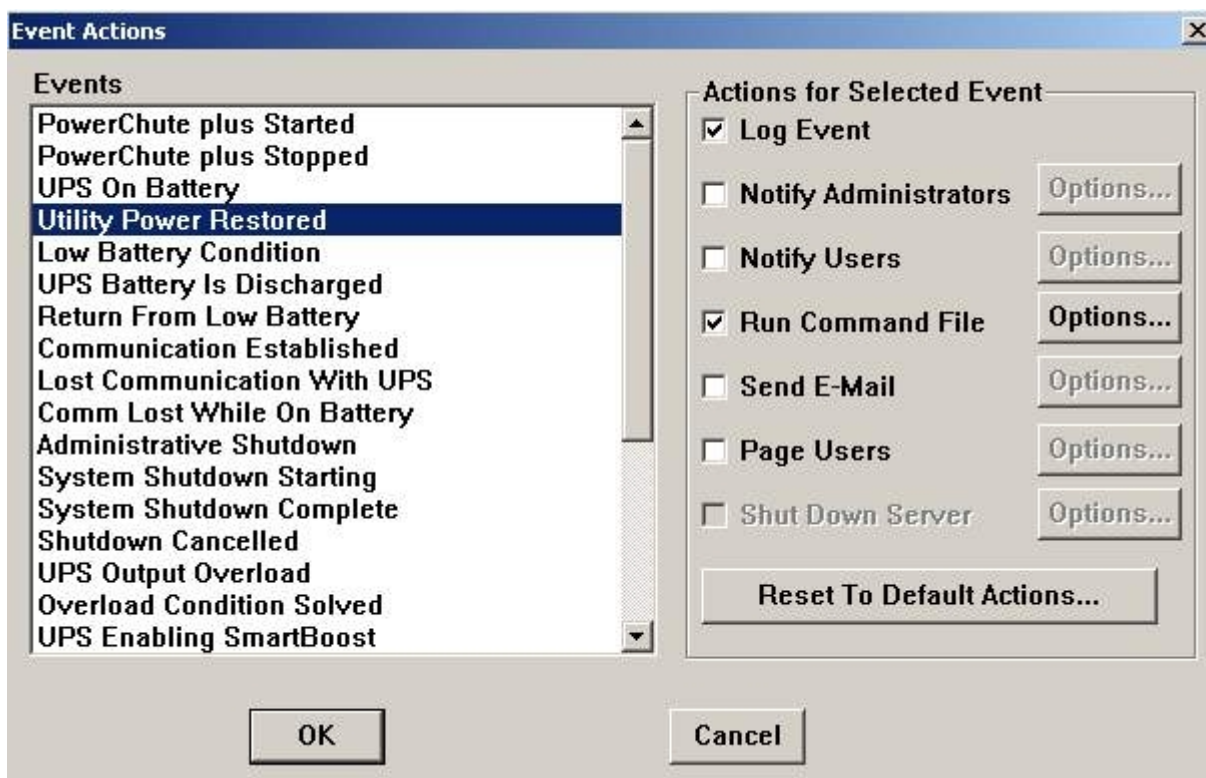 Event Actions
Events
PowerChute plus Started
PowerChute plus Stopped
UPS On Battery
Utility Power Restored
Low Battery Condition
UPS Battery Is Discharged
Return From Low Battery
Communication Established
Lost Communication With UPS
Comm Lost While On Battery
Administrative Shutdown
System Shutdown Starting
System Shutdown Complete
Shutdown Cancelled
UPS Output Overload
Overload Condition Solved
UPS Enabling SmartBoost
Actions for Selected Event
Log Event
Notify Administrators Options...
Notify Users Options...
Run Command File Options...
Send E-Mail Options...
Page Users Options...
Shut Down Server Options...
Reset To Default Actions...
OK Cancel